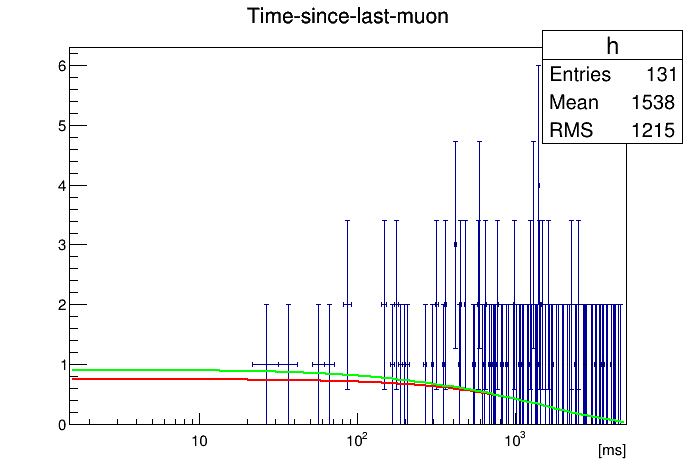 Time-since-last-muon
h
Entries 131
Mean 1538
RMS 1215
6
5
4
3
2
1
0
10 10² 10³
[ms]